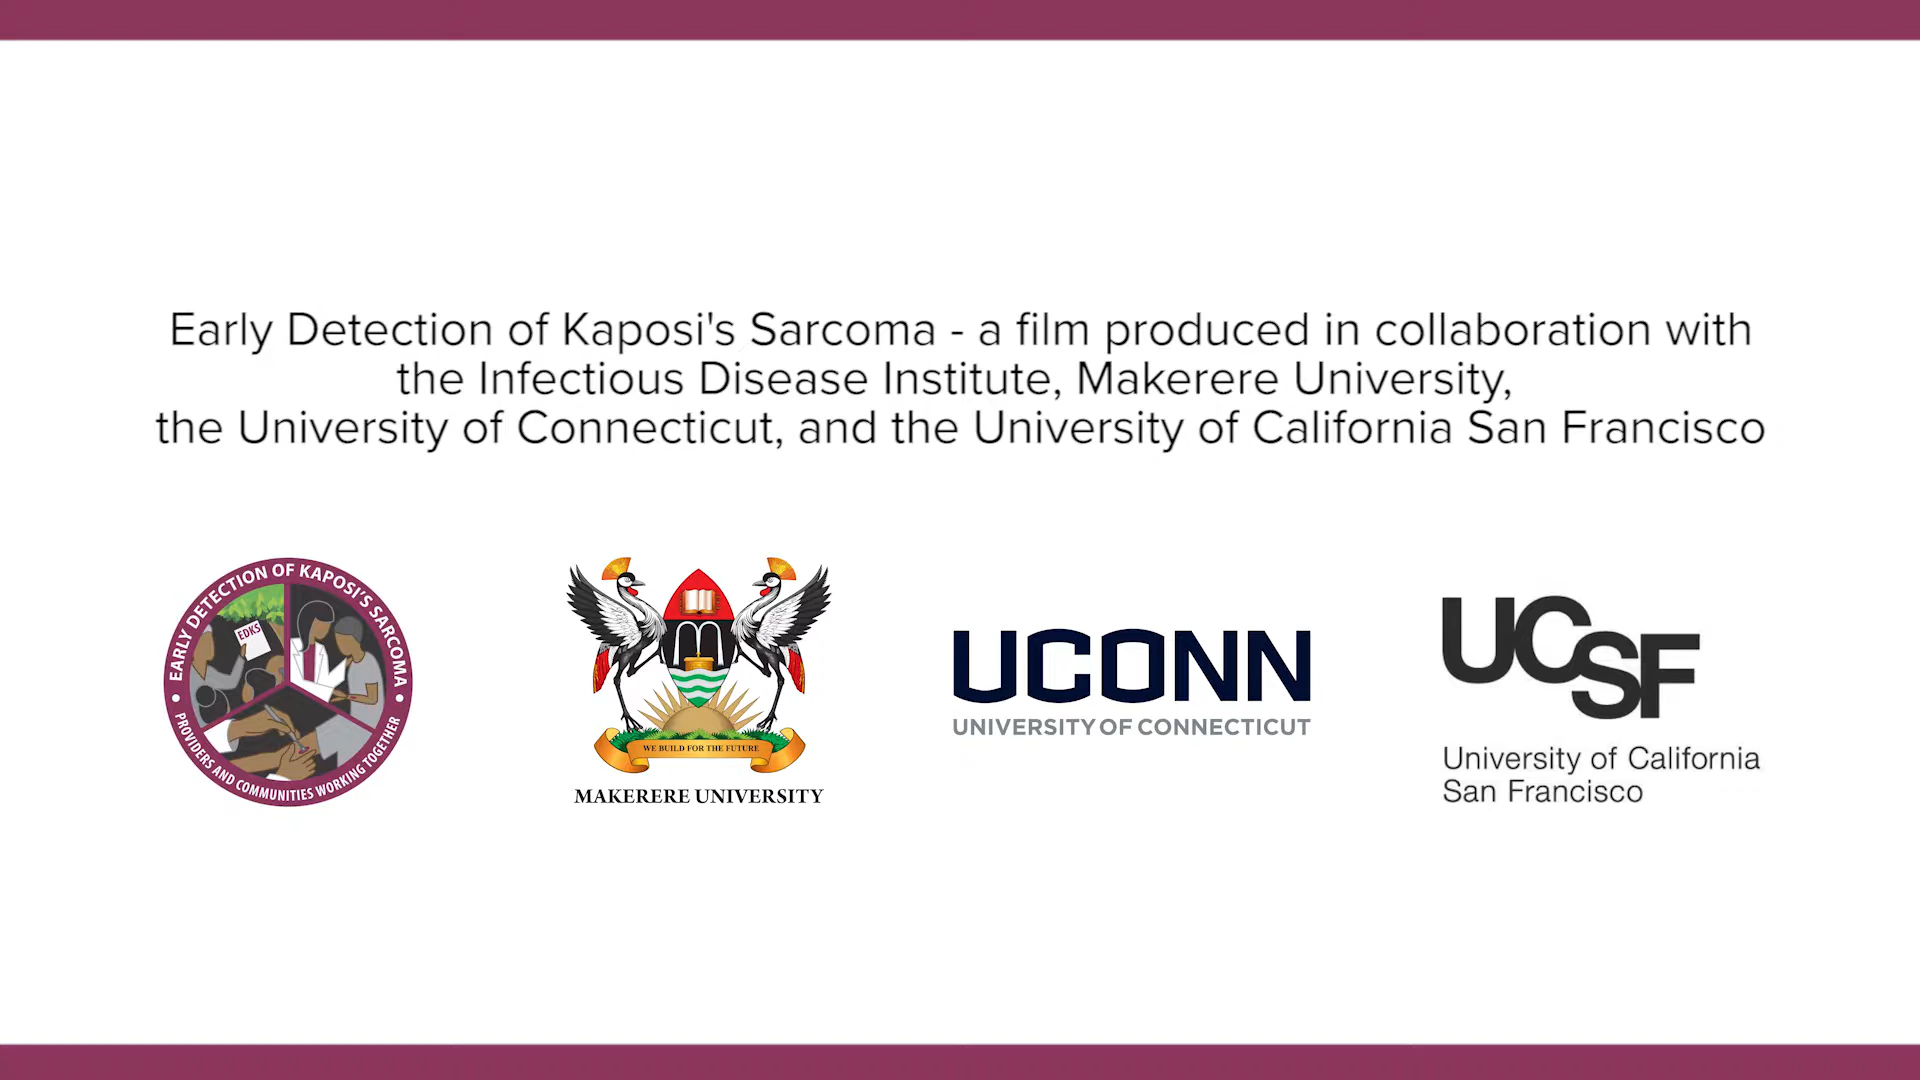 Early Detection of Kaposi's Sarcoma - a film produced in collaboration with
the Infectious Disease Institute, Makerere University,
the University of Connecticut, and the University of California San Francisco
EARLY DETECTION OF KAPOSI'S SARCOMA
EDKS
PROVIDERS AND COMMUNITIES WORKING TOGETHER
WE BUILD FOR THE FUTURE
MAKERERE UNIVERSITY
UCONN
UNIVERSITY OF CONNECTICUT
UCSF
University of California
San Francisco